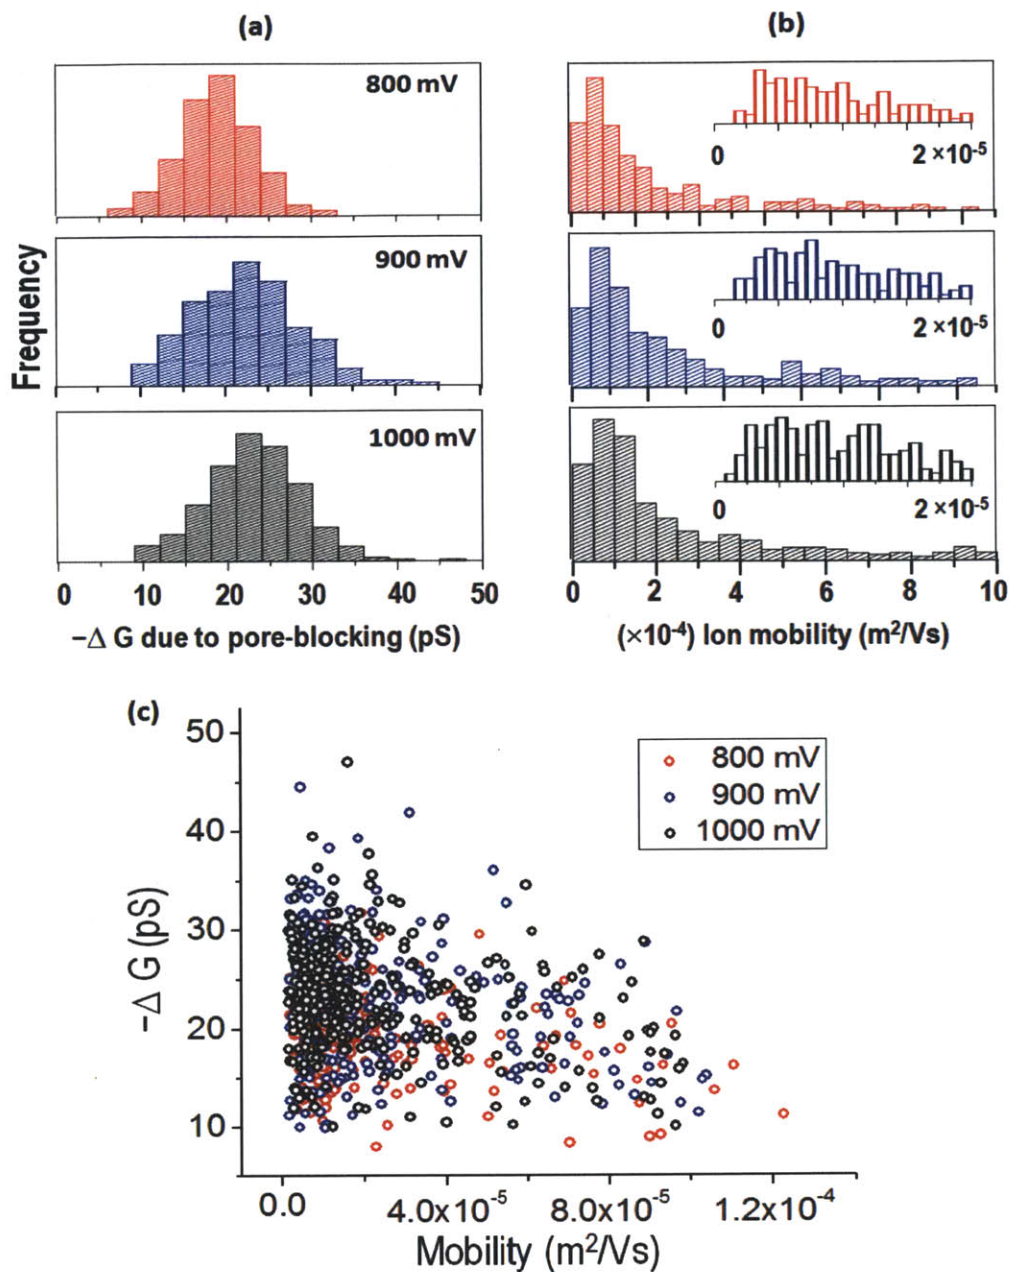 (a)
(b)
800 mV
0
2×10⁻⁵
900 mV
0
2×10⁻⁵
Frequency
1000 mV
0
2×10⁻⁵
0 10 20 30 40 50
0 2 4 6 8 10
−Δ G due to pore-blocking (pS)
(×10⁻⁴) Ion mobility (m²/Vs)
(c)
50
40
30
20
10
−Δ G (pS)
800 mV
900 mV
1000 mV
0.0 4.0x10⁻⁵ 8.0x10⁻⁵ 1.2x10⁻⁴
Mobility (m²/Vs)